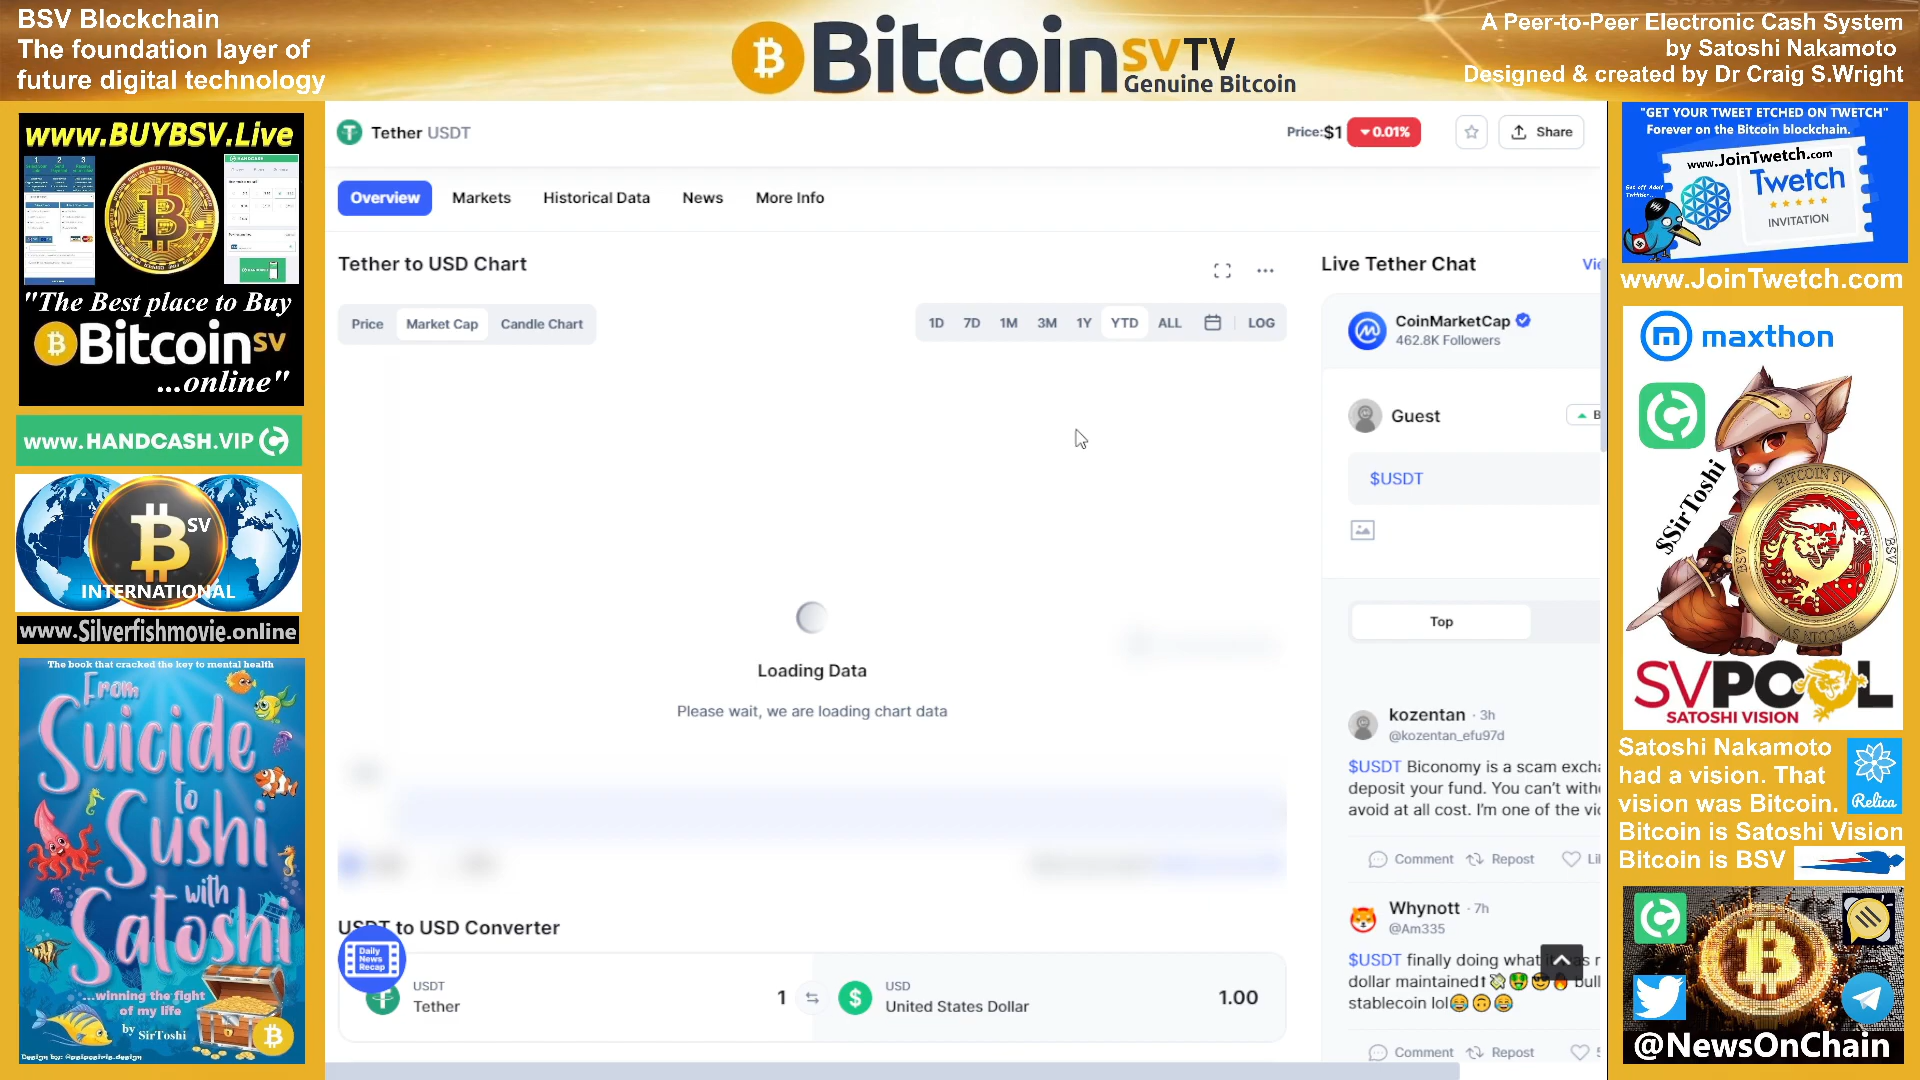 BSV Blockchain
The foundation layer of
future digital technology
Bitcoin SVTV
Genuine Bitcoin
A Peer-to-Peer Electronic Cash System
by Satoshi Nakamoto
Designed & created by Dr Craig S.Wright
www.BUYBSV.Live
"The Best place to Buy
Bitcoin SV
...online"
www.HANDCASH.VIP
SV
INTERNATIONAL
www.Silverfishmovie.online
The book that cracked the key to mental health
From
Suicide
to
Sushi
with
Satoshi
...winning the fight
of my life
by SirToshi
Tether USDT
Price:$1
0.01%
Share
Overview
Markets
Historical Data
News
More Info
Tether to USD Chart
Price
Market Cap
Candle Chart
1D
7D
1M
3M
1Y
YTD
ALL
LOG
Loading Data
Please wait, we are loading chart data
USDT to USD Converter
Daily
News
Recap
USDT
Tether
1
USD
United States Dollar
1.00
Live Tether Chat
CoinMarketCap
462.8K Followers
Guest
$USDT
Top
kozentan · 3h
@kozentan_efu97d
$USDT Biconomy is a scam excha
deposit your fund. You can't with
avoid at all cost. I'm one of the vi
Comment
Repost
Li
Whynott · 7h
@Am335
$USDT finally doing what
dollar maintained
stablecoin lol
Comment
Repost
"GET YOUR TWEET ETCHED ON TWETCH"
Forever on the Bitcoin blockchain.
www.JoinTwetch.com
Twetch
INVITATION
www.JoinTwetch.com
maxthon
$SirToshi
BITCOIN SV
BSV
BSV
SVPOOL
SATOSHI VISION
Satoshi Nakamoto
had a vision. That
vision was Bitcoin.
Relica
Bitcoin is Satoshi Vision
Bitcoin is BSV
@NewsOnChain